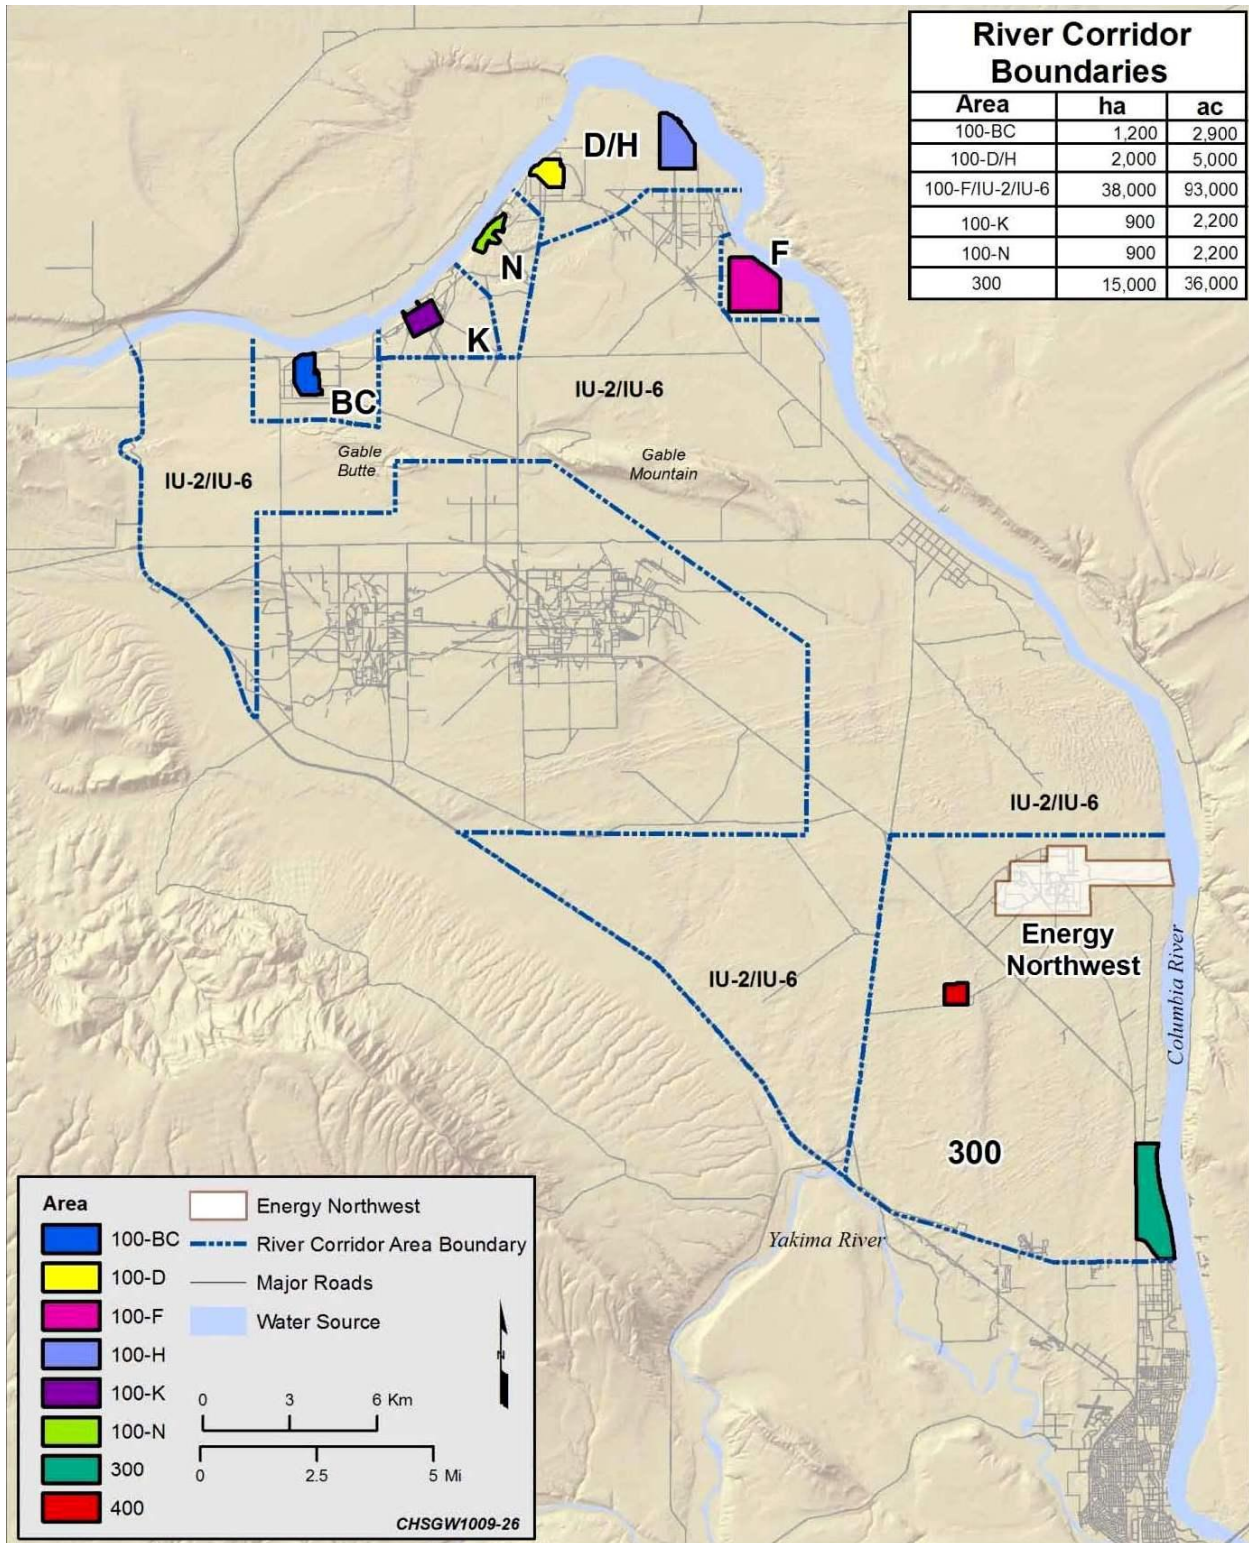 River Corridor
Boundaries
Area ha ac
100-BC 1,200 2,900
100-D/H 2,000 5,000
100-F/IU-2/IU-6 38,000 93,000
100-K 900 2,200
100-N 900 2,200
300 15,000 36,000
D/H
N
F
K
BC
IU-2/IU-6
Gable
Butte
Gable
Mountain
IU-2/IU-6
IU-2/IU-6
Energy
Northwest
IU-2/IU-6
Columbia River
300
Yakima River
Area
100-BC
100-D
100-F
100-H
100-K
100-N
300
400
Energy Northwest
River Corridor Area Boundary
Major Roads
Water Source
N
0 3 6 Km
0 2.5 5 Mi
CHSGW1009-26